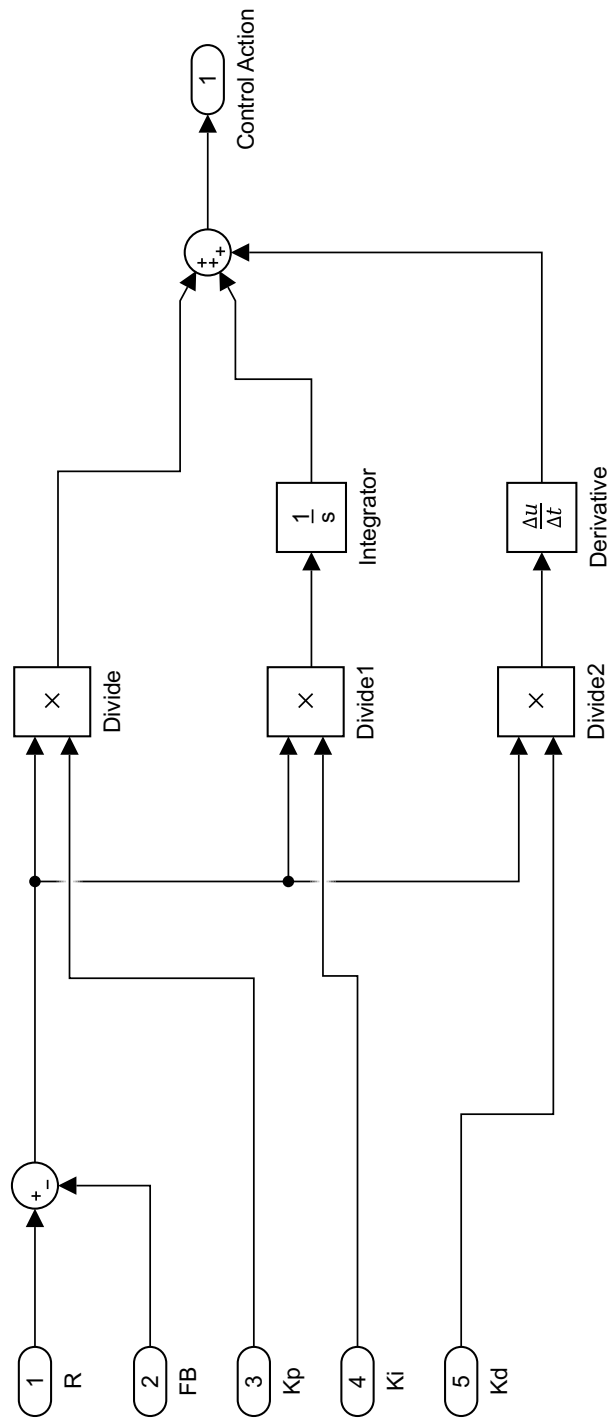 1
R
2
FB
3
Kp
4
Ki
5
Kd
+
−
×
Divide
×
Divide1
×
Divide2
1
s
Integrator
Δu
Δt
Derivative
+
+
+
1
Control Action